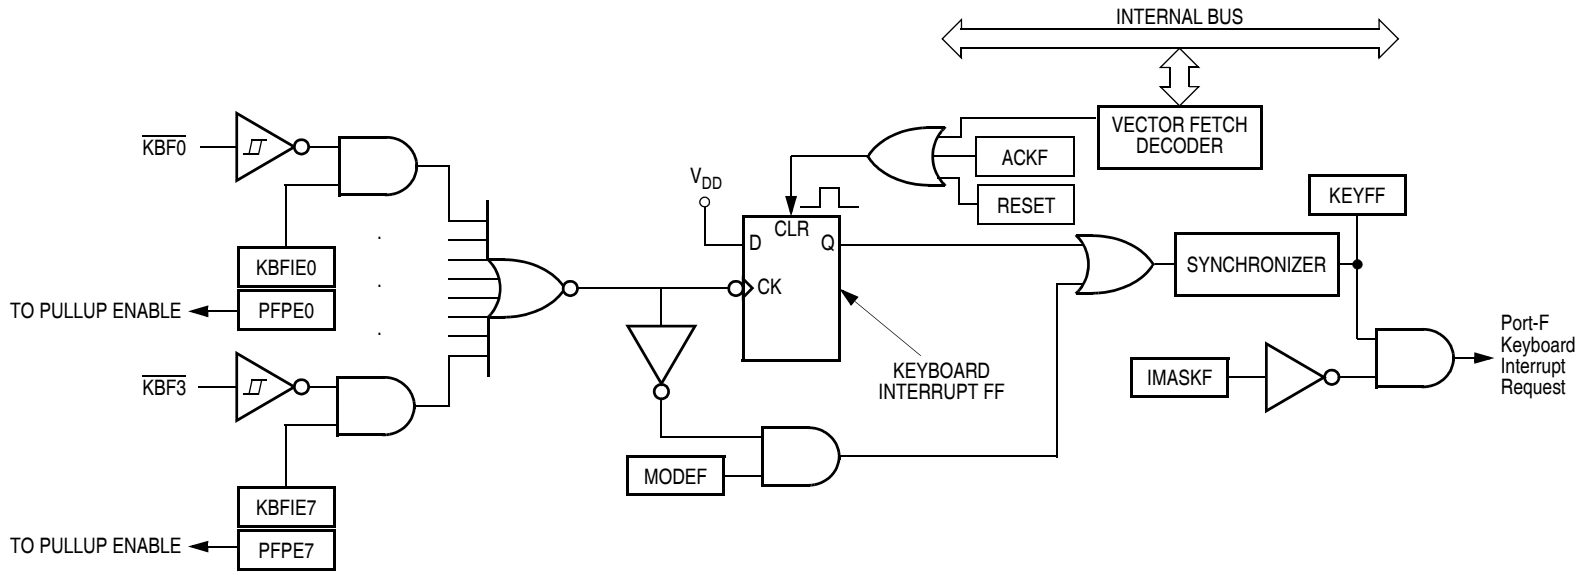 INTERNAL BUS
VECTOR FETCH
DECODER
ACKF
RESET
KBF0
VDD
KEYFF
CLR
D
Q
CK
KBFIE0
PFPE0
TO PULLUP ENABLE
SYNCHRONIZER
KEYBOARD
INTERRUPT FF
Port-F
Keyboard
Interrupt
Request
IMASKF
KBF3
MODEF
KBFIE7
PFPE7
TO PULLUP ENABLE